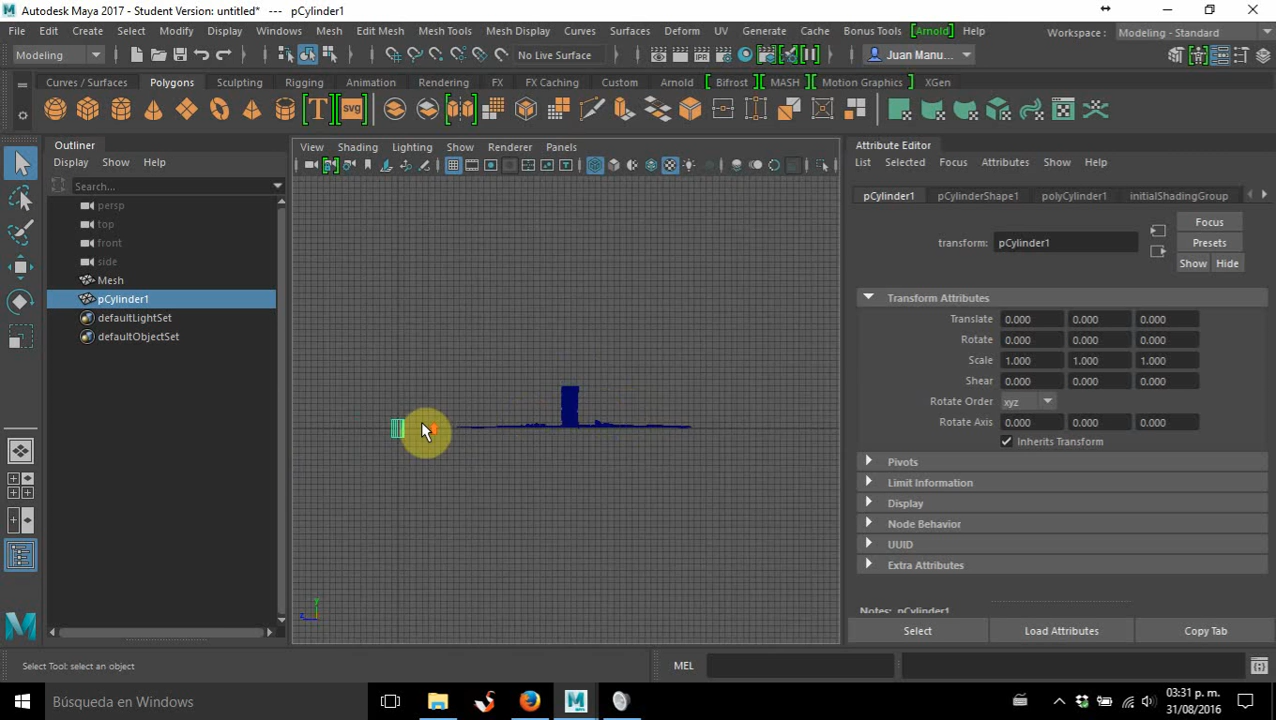 Autodesk Maya 2017 - Student Version: untitled*   ---   pCylinder1
File Edit Create Select Modify Display Windows Mesh Edit Mesh Mesh Tools Mesh Display Curves Surfaces Deform UV Generate Cache Bonus Tools [Arnold] Help Workspace : Modeling - Standard
Modeling No Live Surface Juan Manu...
Curves / Surfaces Polygons Sculpting Rigging Animation Rendering FX FX Caching Custom Arnold Bifrost MASH Motion Graphics XGen
T svg
Outliner
Display Show Help
Search...
persp
top
front
side
Mesh
pCylinder1
defaultLightSet
defaultObjectSet
View Shading Lighting Show Renderer Panels
y
z
Attribute Editor
List Selected Focus Attributes Show Help
pCylinder1 pCylinderShape1 polyCylinder1 initialShadingGroup
transform: pCylinder1
Focus
Presets
Show Hide
Transform Attributes
Translate 0.000 0.000 0.000
Rotate 0.000 0.000 0.000
Scale 1.000 1.000 1.000
Shear 0.000 0.000 0.000
Rotate Order xyz
Rotate Axis 0.000 0.000 0.000
Inherits Transform
Pivots
Limit Information
Display
Node Behavior
UUID
Extra Attributes
Notes: pCylinder1
Select Load Attributes Copy Tab
Select Tool: select an object
MEL
Búsqueda en Windows
03:31 p. m.
31/08/2016